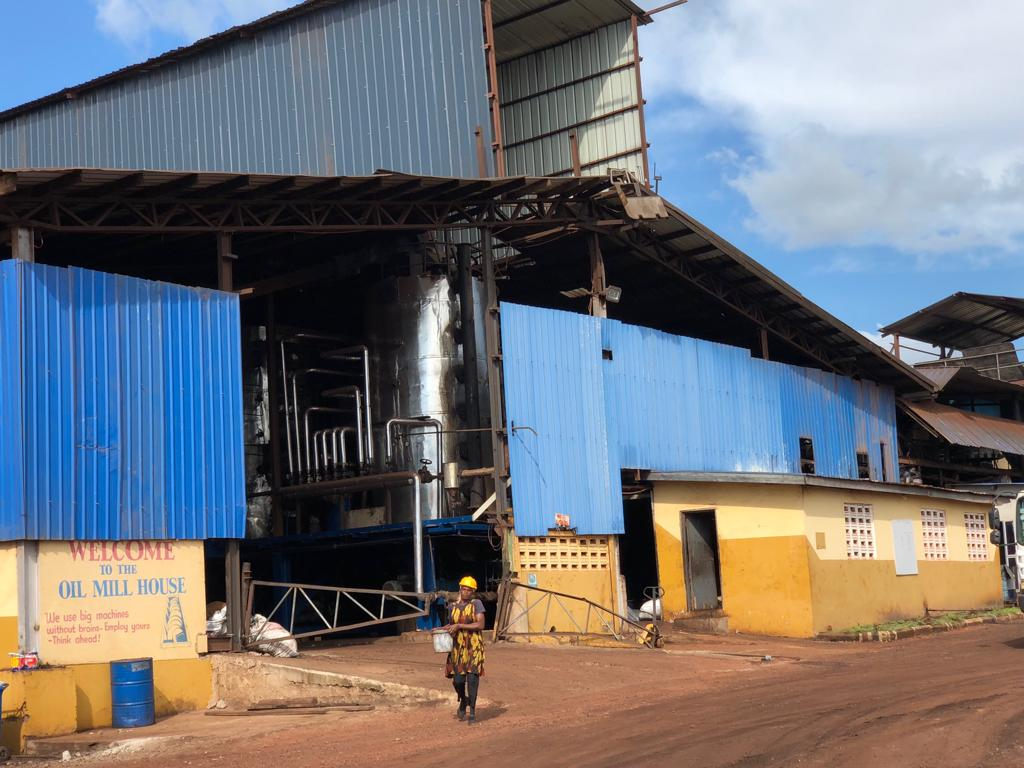 WELCOME
TO THE
OIL MILL HOUSE
We use big machines
without brains- Employ yours
-Think ahead!